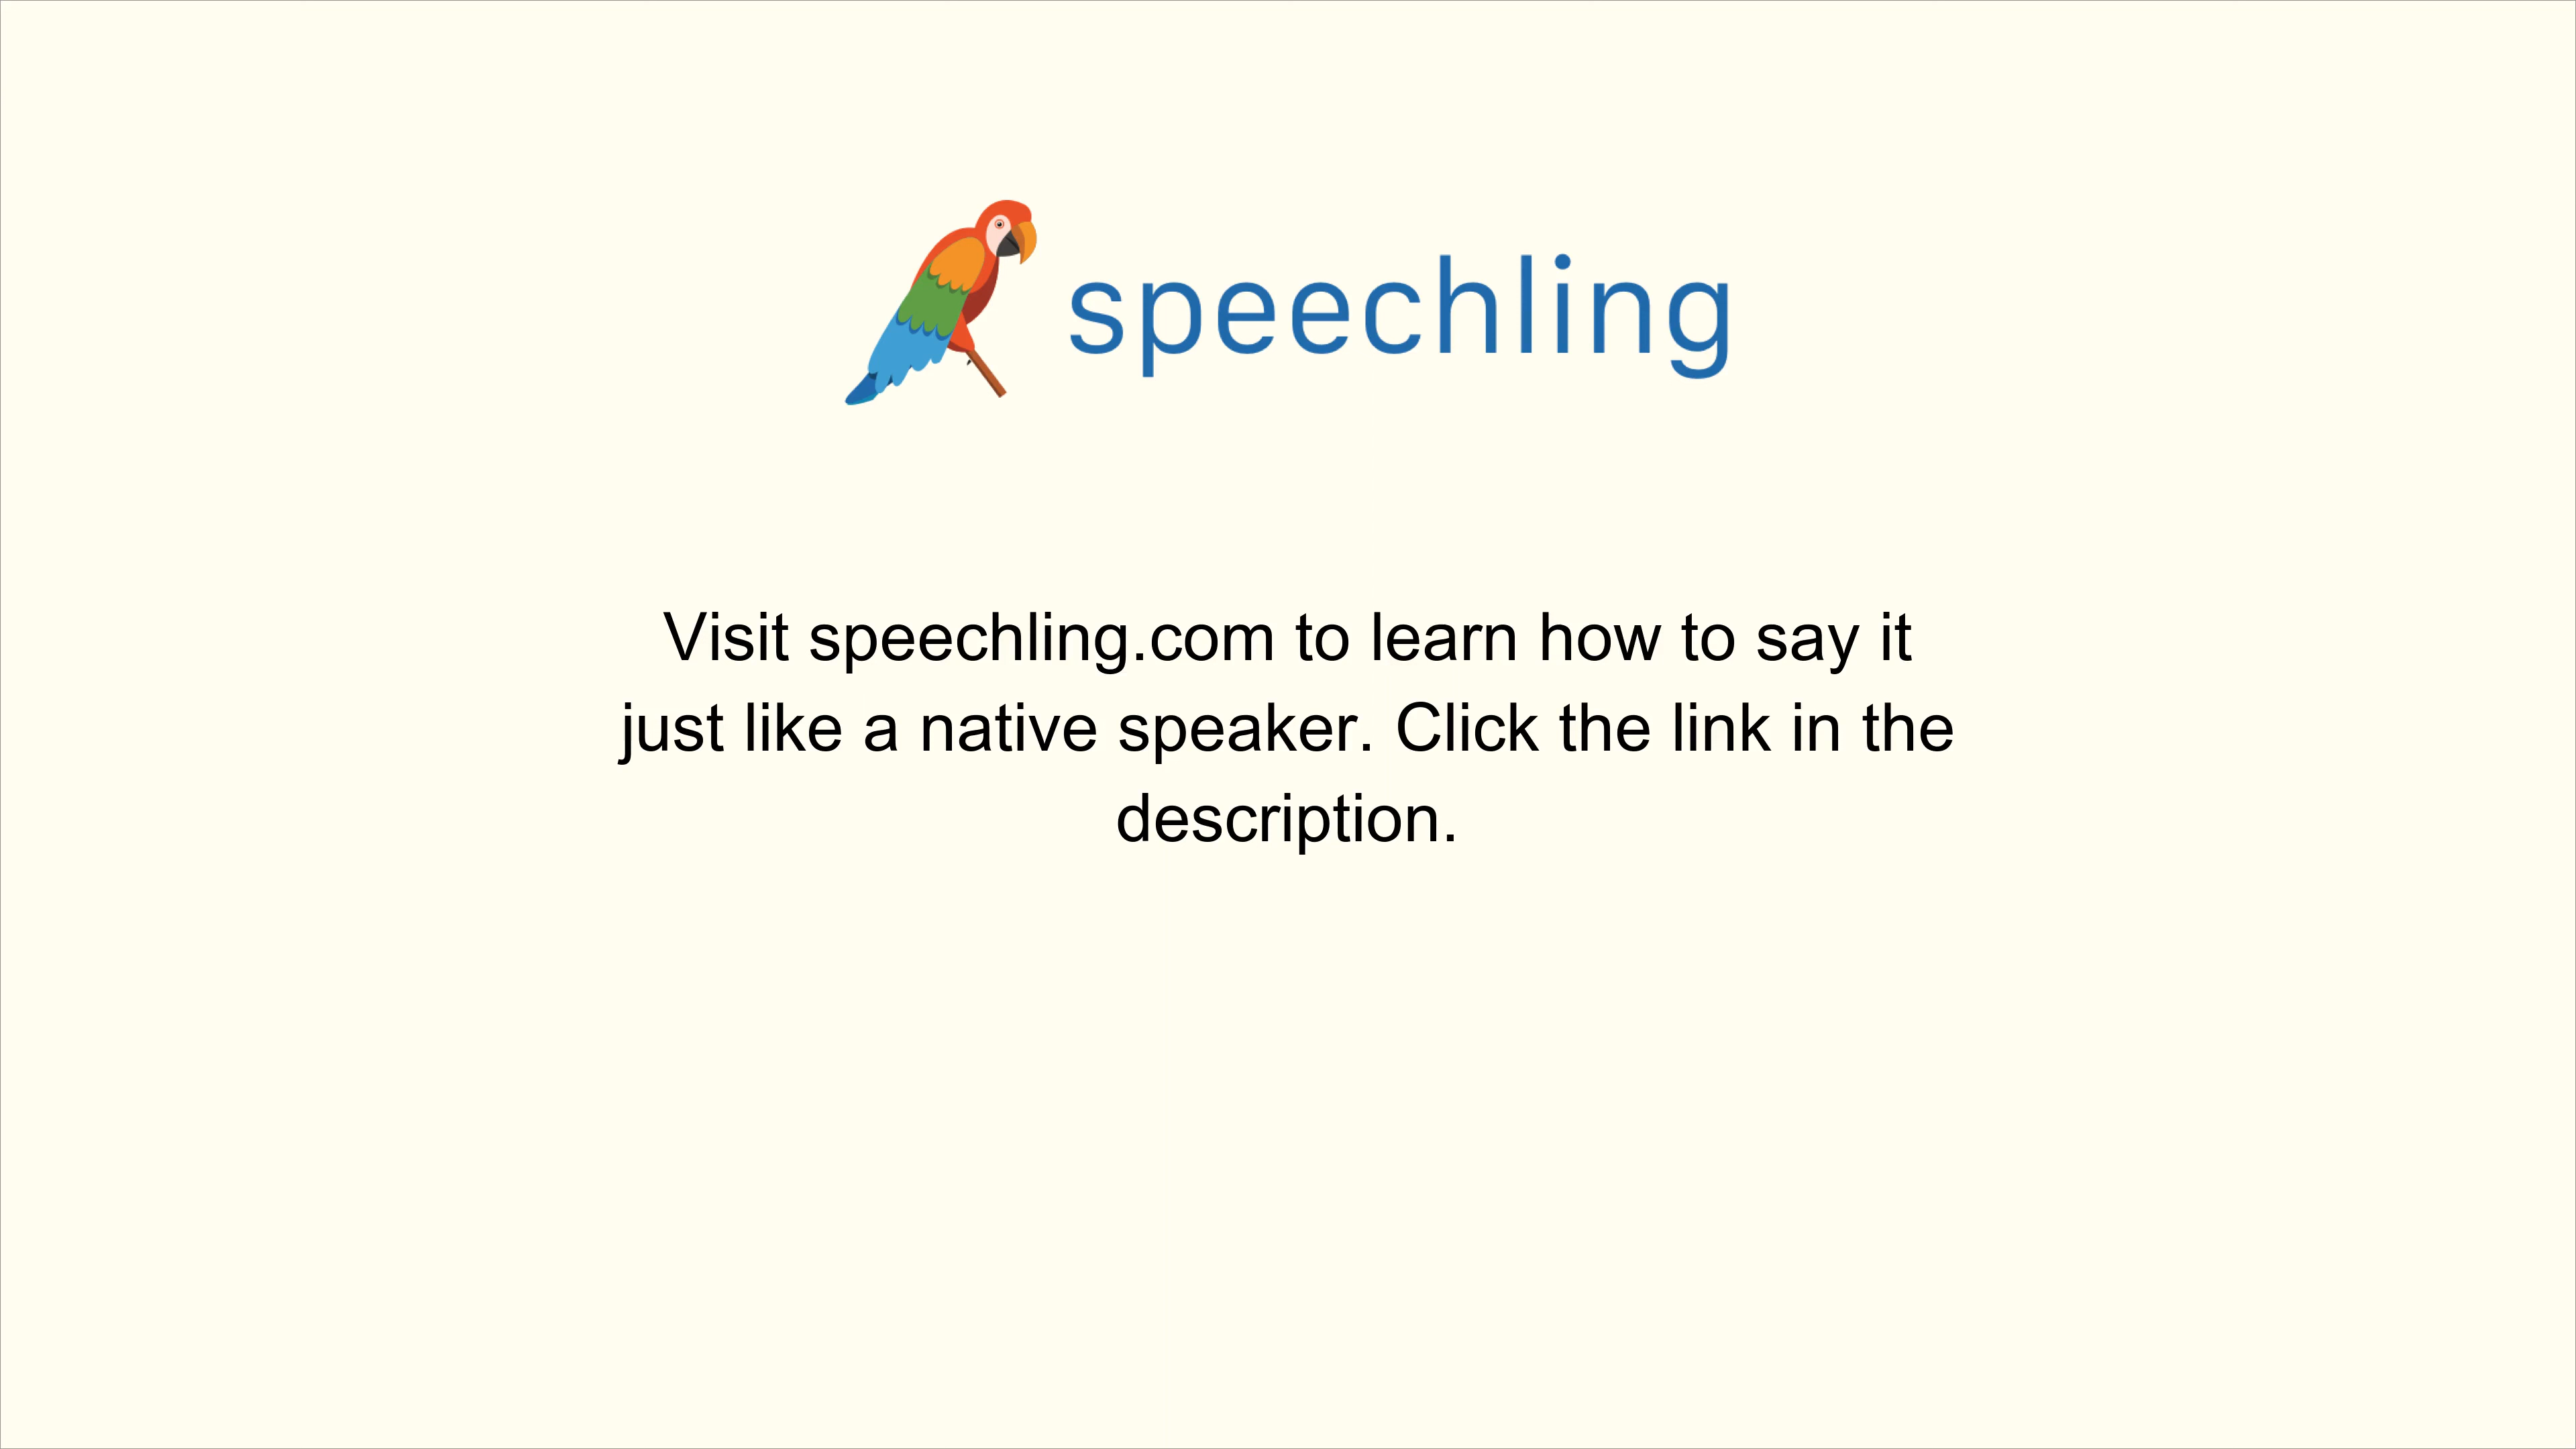 speechling
Visit speechling.com to learn how to say it
just like a native speaker. Click the link in the
description.